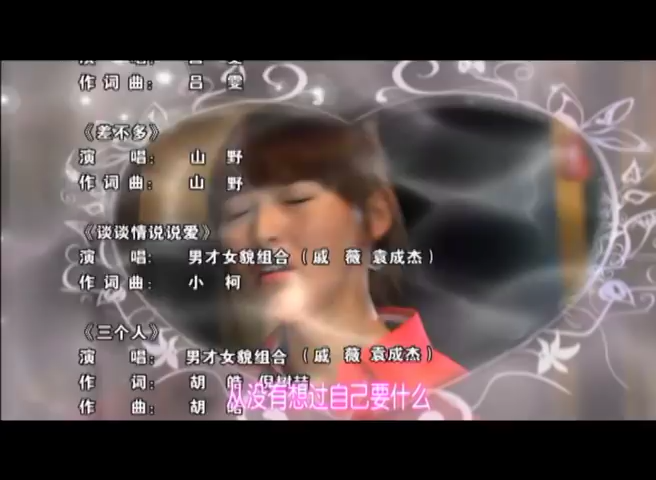 作 词 曲： 吕 雯
《差不多》
演 唱： 山 野
作 词 曲： 山 野
《谈谈情说说爱》
演 唱： 男才女貌组合（戚 薇 袁成杰）
作 词 曲： 小 柯
《三个人》
演 唱： 男才女貌组合（戚 薇 袁成杰）
作 词： 胡 皓
作 曲： 胡 皓
从没有想过自己要什么